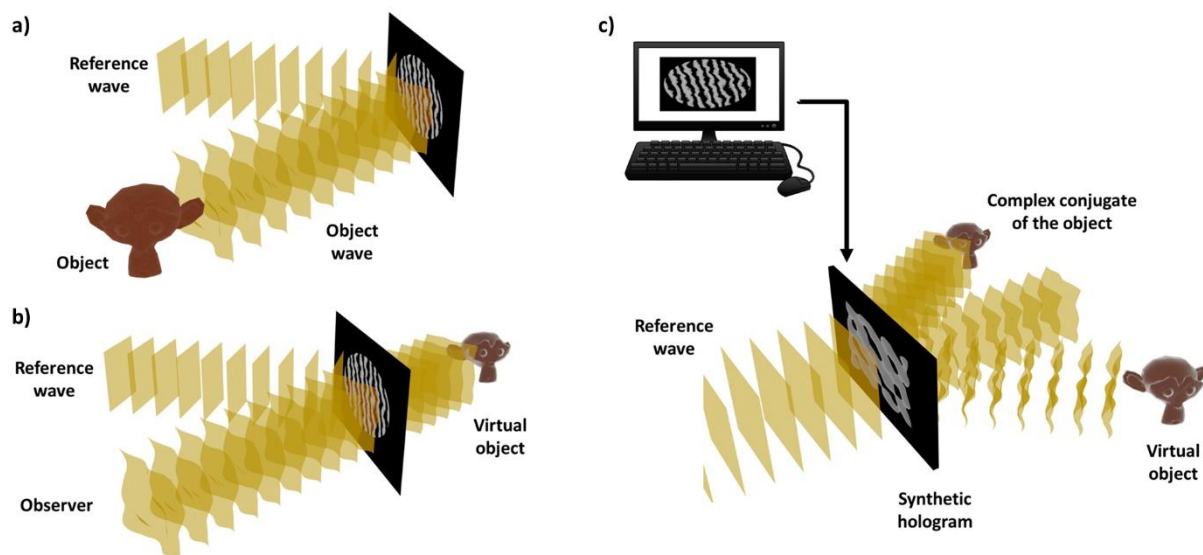 a)
Reference
wave
Object
Object
wave
b)
Reference
wave
Observer
Virtual
object
c)
Complex conjugate
of the object
Reference
wave
Virtual
object
Synthetic
hologram